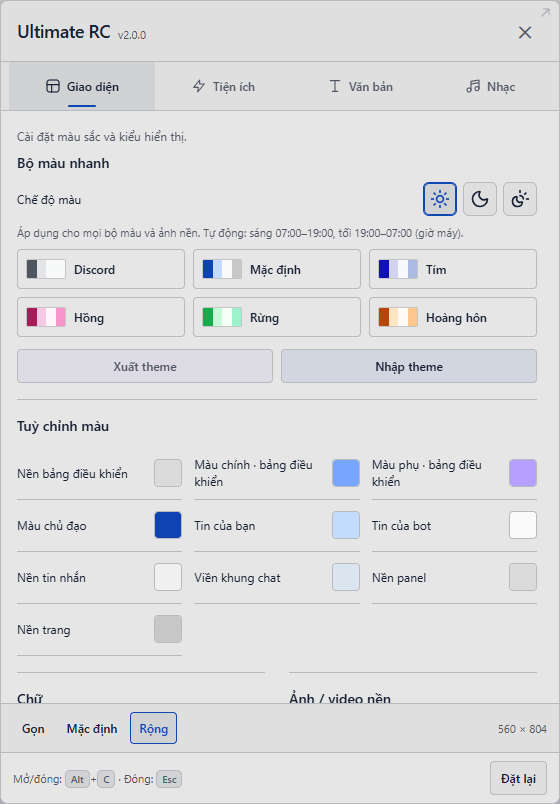 Ultimate RC v2.0.0
Giao diện Tiện ích Văn bản Nhạc
Cài đặt màu sắc và kiểu hiển thị.
Bộ màu nhanh
Chế độ màu
Áp dụng cho mọi bộ màu và ảnh nền. Tự động: sáng 07:00–19:00, tối 19:00–07:00 (giờ máy).
Discord Mặc định Tím
Hồng Rừng Hoàng hôn
Xuất theme Nhập theme
Tuỳ chỉnh màu
Nền bảng điều khiển
Màu chính · bảng điều
khiển
Màu phụ · bảng điều
khiển
Màu chủ đạo Tin của bạn Tin của bot
Nền tin nhắn Viền khung chat Nền panel
Nền trang
Chữ Ảnh / video nền
Gọn Mặc định Rộng 560 × 804
Mở/đóng: Alt + C · Đóng: Esc Đặt lại